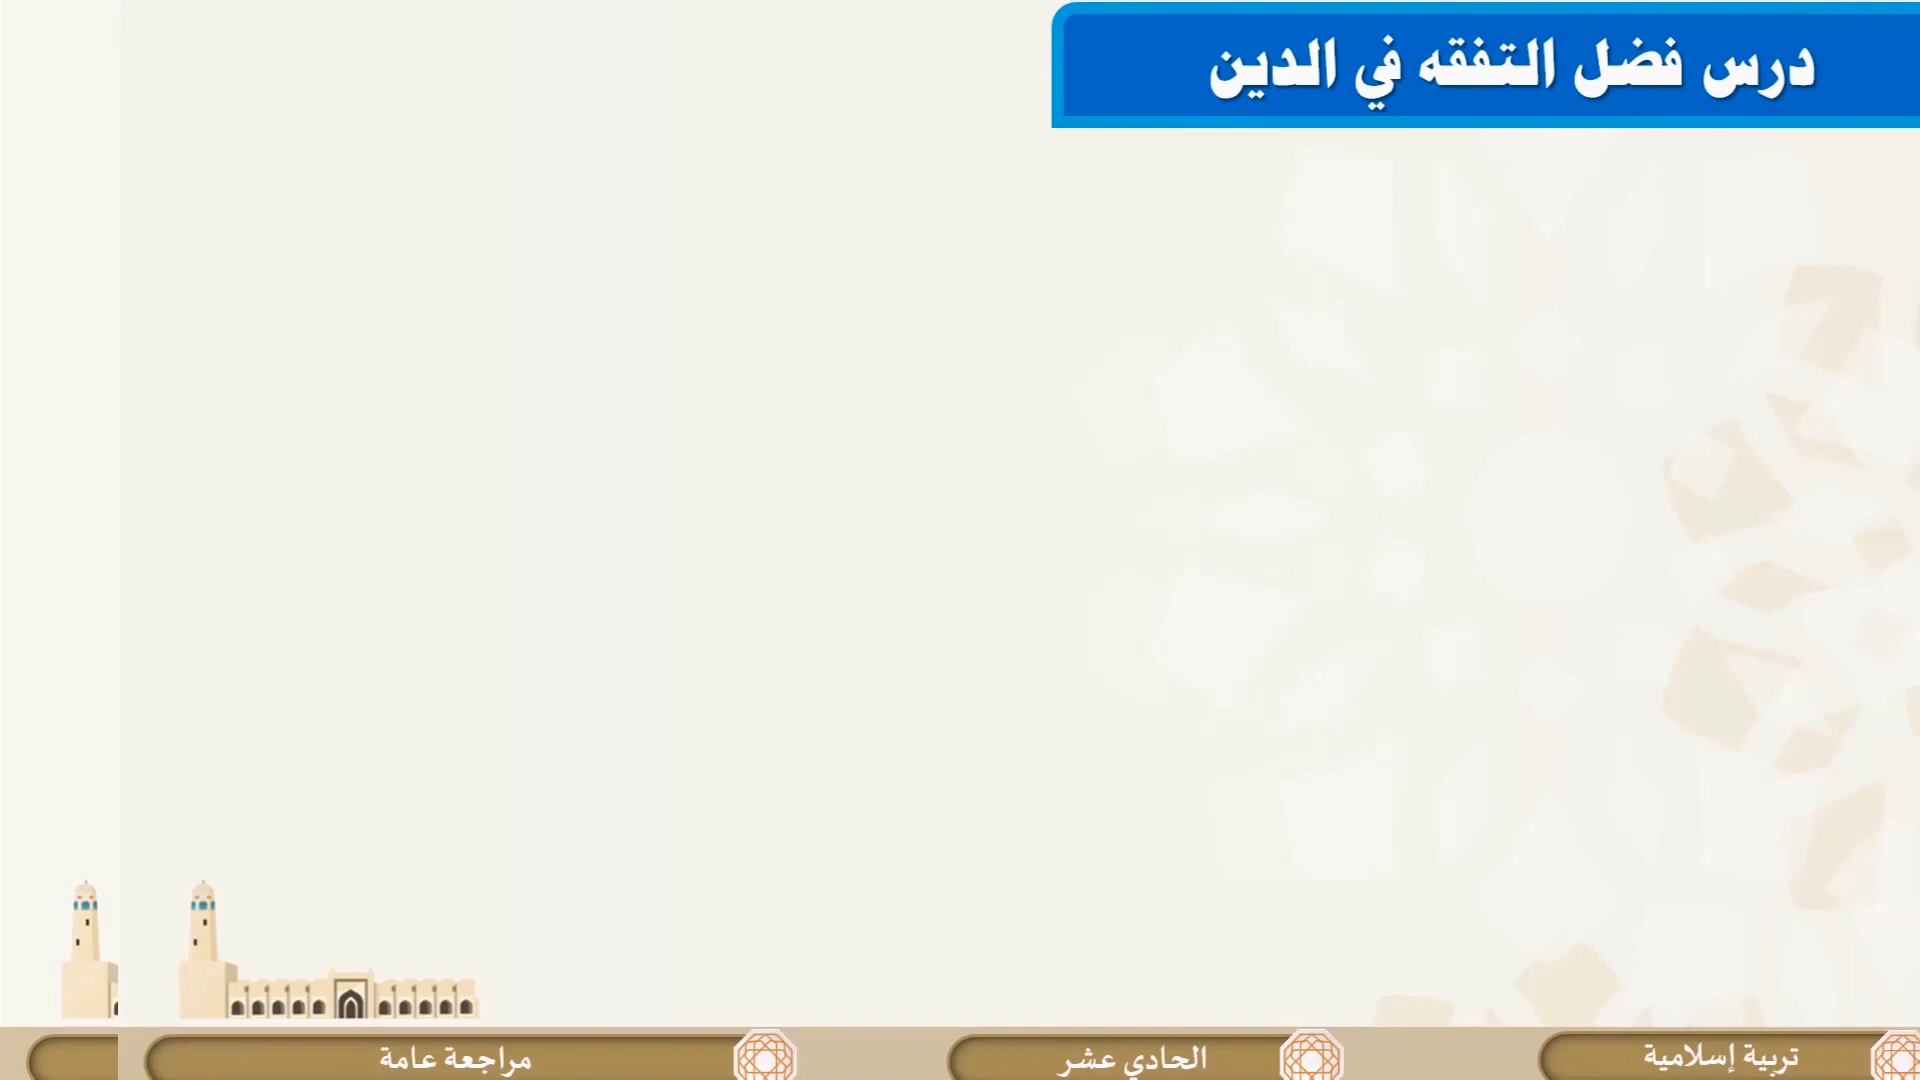 درس فضل التفقه في الدين
تربية إسلامية
الحادي عشر
مراجعة عامة